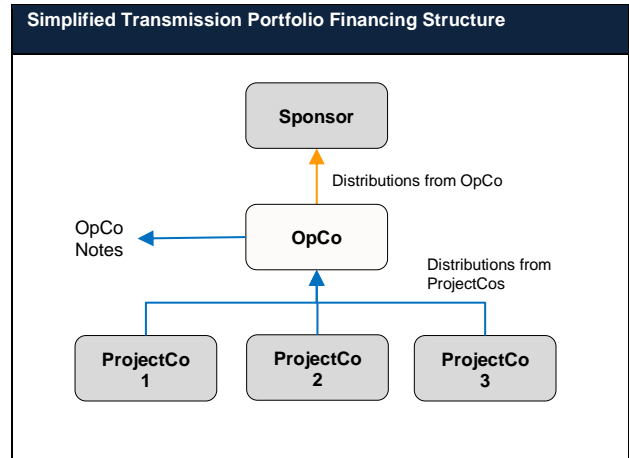 Simplified Transmission Portfolio Financing Structure
Sponsor
Distributions from OpCo
OpCo
Notes
OpCo
Distributions from
ProjectCos
ProjectCo
1
ProjectCo
2
ProjectCo
3